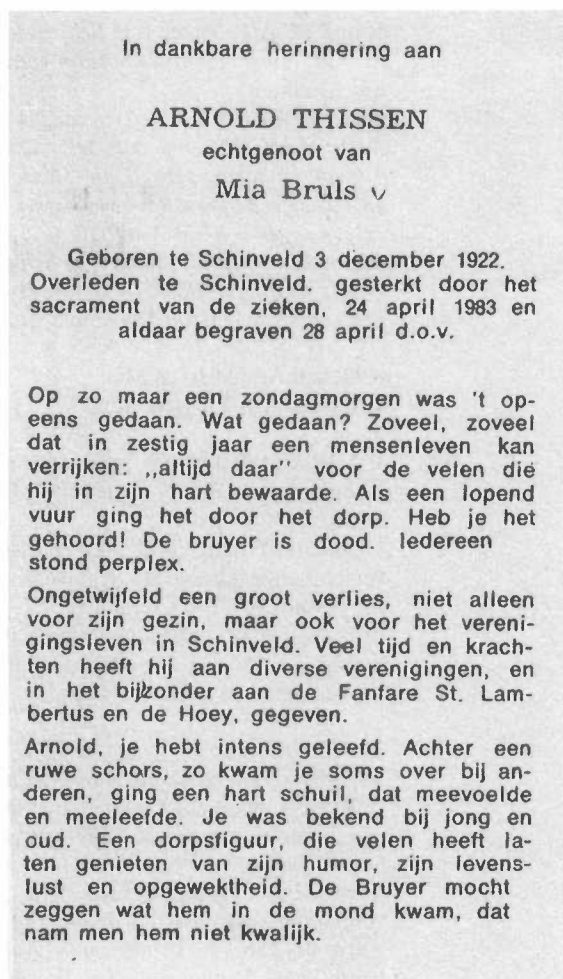 In dankbare herinnering aan
ARNOLD THISSEN
echtgenoot van
Mia Bruls v
Geboren te Schinveld 3 december 1922.
Overleden te Schinveld. gesterkt door het
sacrament van de zieken, 24 april 1983 en
aldaar begraven 28 april d.o.v.
Op zo maar een zondagmorgen was 't op-
eens gedaan. Wat gedaan? Zoveel, zoveel
dat in zestig jaar een mensenleven kan
verrijken: „altijd daar" voor de velen die
hij in zijn hart bewaarde. Als een lopend
vuur ging het door het dorp. Heb je het
gehoord! De bruyer is dood. Iedereen
stond perplex.
Ongetwijfeld een groot verlies, niet alleen
voor zijn gezin, maar ook voor het vereni-
gingsleven in Schinveld. Veel tijd en krach-
ten heeft hij aan diverse verenigingen, en
in het bijzonder aan de Fanfare St. Lam-
bertus en de Hoey, gegeven.
Arnold, je hebt intens geleefd. Achter een
ruwe schors, zo kwam je soms over bij an-
deren, ging een hart schuil, dat meevoelde
en meeleefde. Je was bekend bij jong en
oud. Een dorpsfiguur, die velen heeft la-
ten genieten van zijn humor, zijn levens-
lust en opgewektheid. De Bruyer mocht
zeggen wat hem in de mond kwam, dat
nam men hem niet kwalijk.